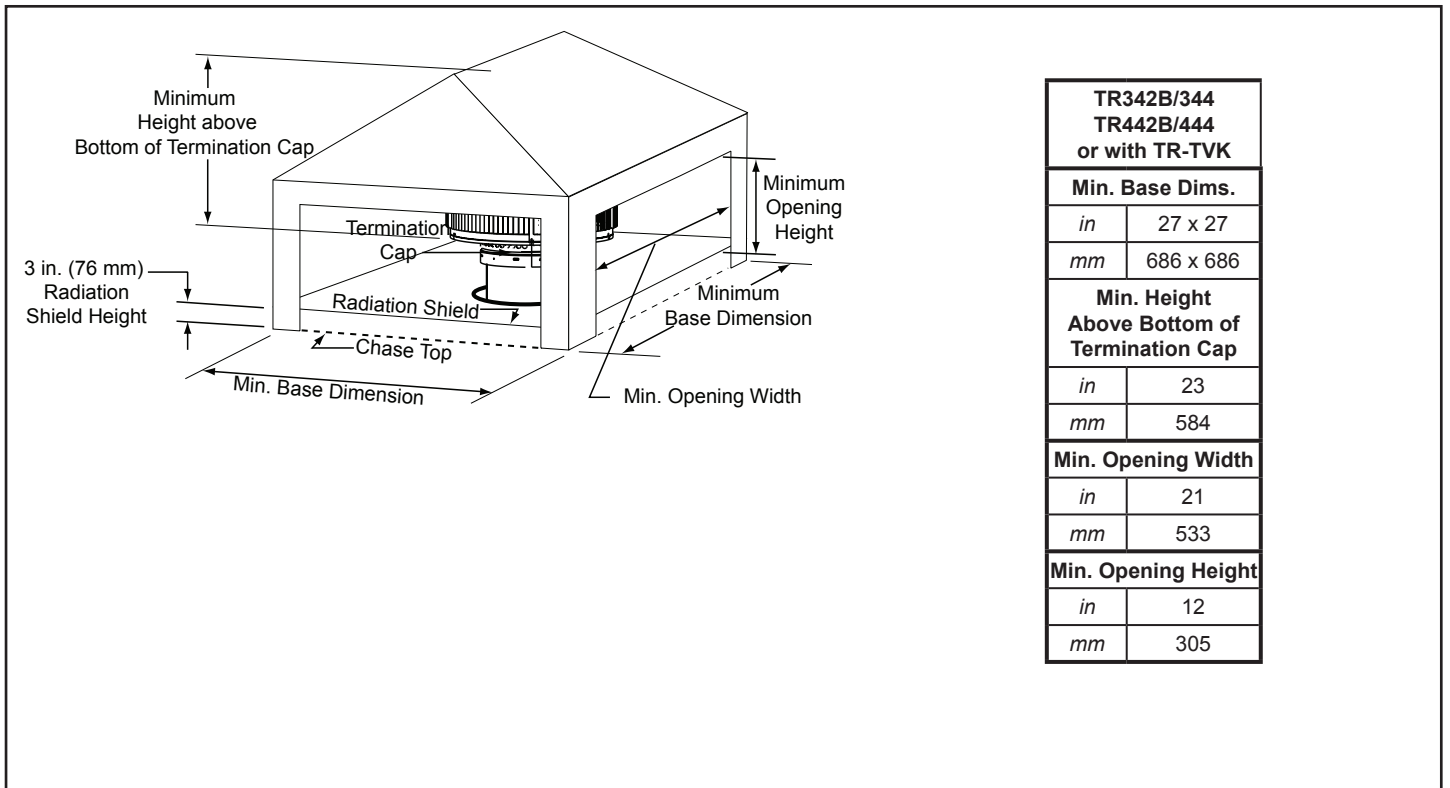 Minimum
Height above
Bottom of Termination Cap
Termination
Cap
Minimum
Opening
Height
3 in. (76 mm)
Radiation
Shield Height
Radiation Shield
Chase Top
Min. Base Dimension
Minimum
Base Dimension
Min. Opening Width
TR342B/344
TR442B/444
or with TR-TVK
Min. Base Dims.
in 27 x 27
mm 686 x 686
Min. Height
Above Bottom of
Termination Cap
in 23
mm 584
Min. Opening Width
in 21
mm 533
Min. Opening Height
in 12
mm 305